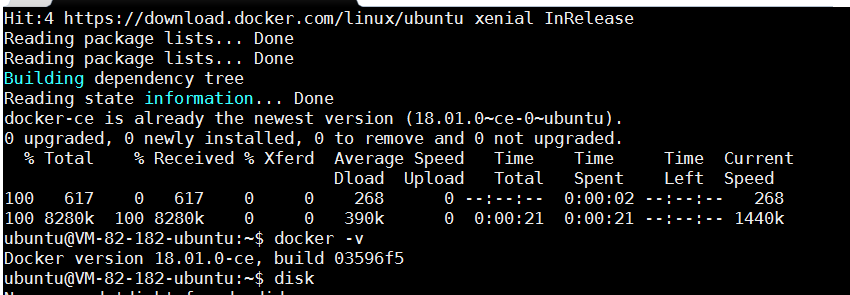 Hit:4 https://download.docker.com/linux/ubuntu xenial InRelease
Reading package lists... Done
Reading package lists... Done
Building dependency tree
Reading state information... Done
docker-ce is already the newest version (18.01.0~ce-0~ubuntu).
0 upgraded, 0 newly installed, 0 to remove and 0 not upgraded.
  % Total    % Received % Xferd  Average Speed   Time    Time     Time  Current
                                 Dload  Upload   Total   Spent    Left  Speed
100   617    0   617    0     0    268      0 --:--:--  0:00:02 --:--:--   268
100 8280k  100 8280k    0     0   390k      0  0:00:21  0:00:21 --:--:-- 1440k
ubuntu@VM-82-182-ubuntu:~$ docker -v
Docker version 18.01.0-ce, build 03596f5
ubuntu@VM-82-182-ubuntu:~$ disk